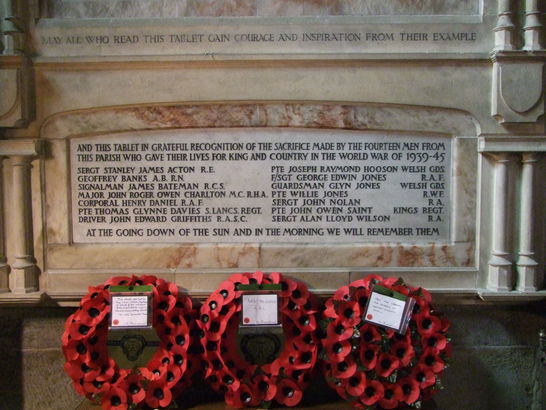 MAY ALL WHO READ THIS TABLET GAIN COURAGE AND INSPIRATION FROM THEIR EXAMPLE
AND THIS TABLET IN GRATEFUL RECOGNITION OF THE SACRIFICE MADE BY THE FOURTEEN MEN FROM
THIS PARISH WHO GAVE THEIR LIVES FOR KING AND COUNTRY IN THE WORLD WAR OF 1939-45
SERGT STANLEY JAMES ACTON R.E. PTE JOSEPH RAYMOND HOOSON WELSH GDS
GEOFFREY BANKS A.B. R.N. F/SGT GEORGE EDWIN JONES R.A.F.
SIGNALMAN JAMES BATEMAN R.C.S. GUARDSMAN GLYN JONES WELSH GDS
MAJOR JOHN ROGER OWEN CHARLTON M.C. R.H.A. PTE WILLIE JONES R.W.F.
CORPORAL HENRY DANIEL R.A.F. SERGT JOHN NOLAN R.A.
PTE THOMAS GLYNNE DAVIES S. LANCS. REGT. PTE JOHN OWEN SAINT KINGS REGT.
DRIVER JOHN EDWARD GRIFFITHS R.A.S.C. SERGT ALAN LLOYD WILSON R.A.
AT THE GOING DOWN OF THE SUN AND IN THE MORNING WE WILL REMEMBER THEM